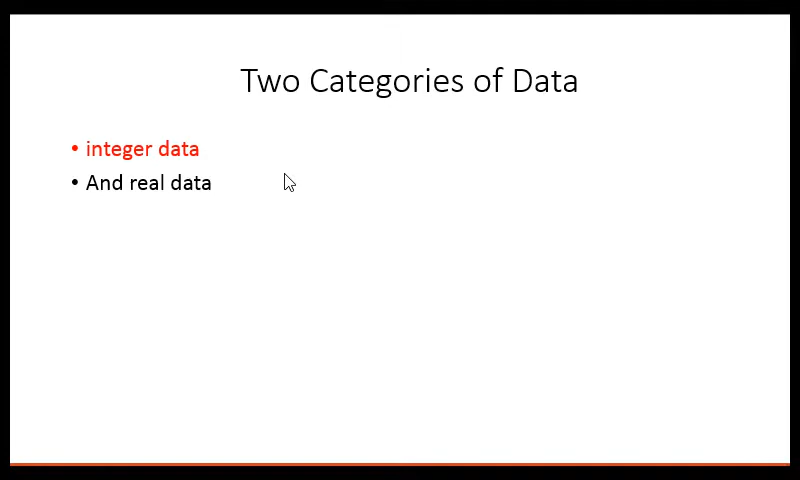 Two Categories of Data
• integer data
• And real data